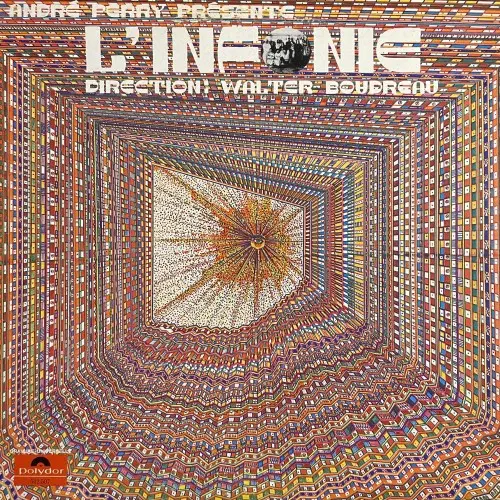 ANDRÉ PERRY PRÉSENTE
L'INFONIE
DIRECTION: WALTER BOUDREAU
Polydor